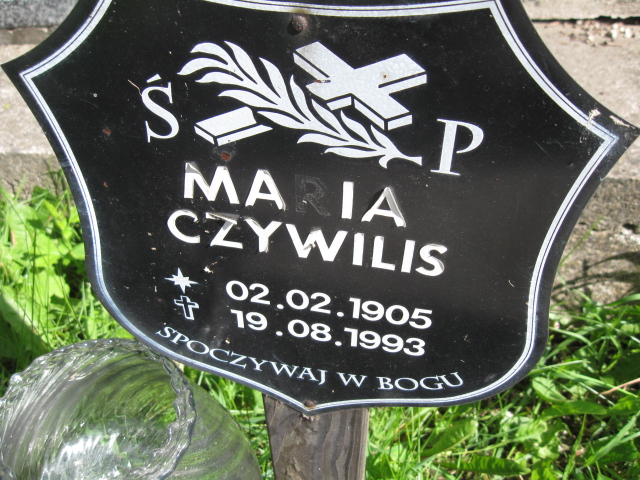 Ś P
MARIA
CZYWILIS
02.02.1905
19.08.1993
SPOCZYWAJ W BOGU